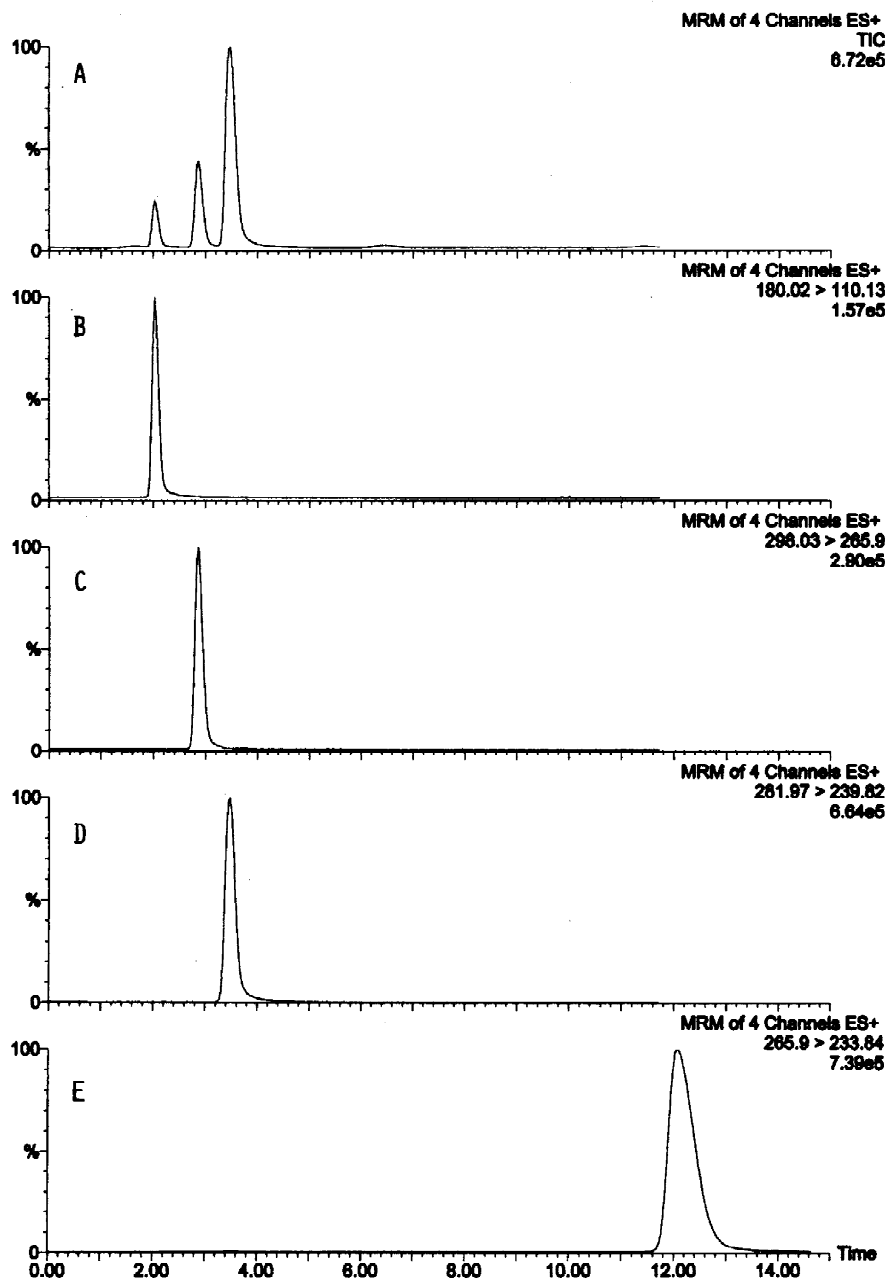 MRM of 4 Channels ES+
TIC
6.72e5
100
A
%
0
MRM of 4 Channels ES+
180.02 > 110.13
1.57e5
100
B
%
0
MRM of 4 Channels ES+
298.03 > 265.9
2.90e5
100
C
%
0
MRM of 4 Channels ES+
281.97 > 239.82
6.64e5
100
D
%
0
MRM of 4 Channels ES+
265.9 > 233.84
7.39e5
100
E
%
0
Time
0.00 2.00 4.00 6.00 8.00 10.00 12.00 14.00